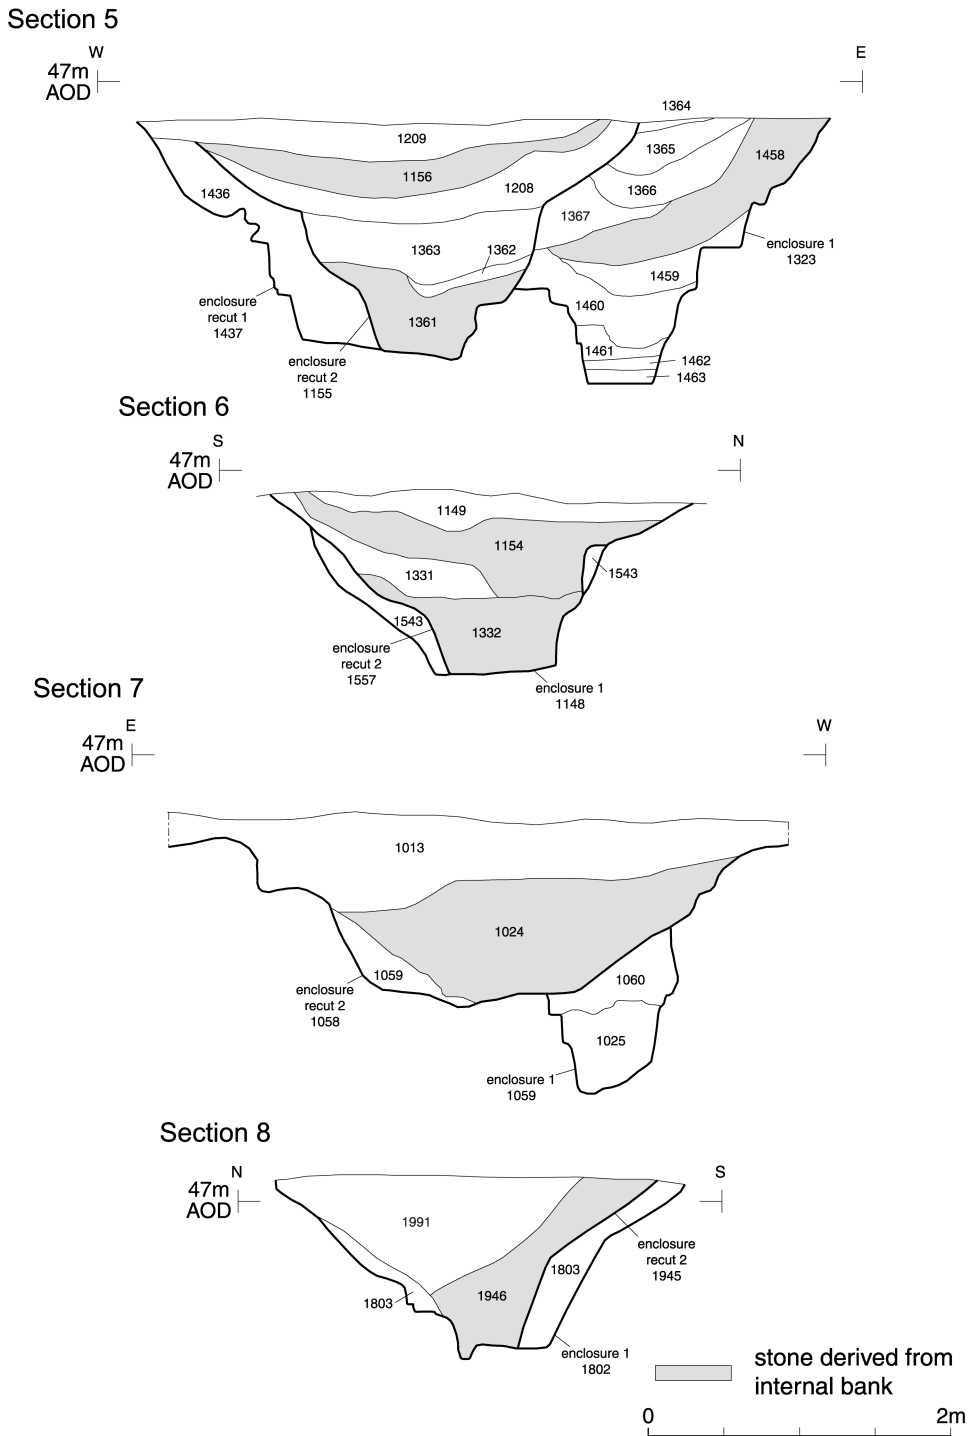 Section 5
W
E
47m
AOD
1364
1209
1365
1458
1156
1366
1208
1436
1367
1363
1362
enclosure 1
1323
1459
enclosure
recut 1
1437
1460
1361
1461
1462
1463
enclosure
recut 2
1155
Section 6
S
N
47m
AOD
1149
1154
1331
1543
1543
1332
enclosure
recut 2
1557
enclosure 1
1148
Section 7
E
W
47m
AOD
1013
1024
1059
1060
enclosure
recut 2
1058
1025
enclosure 1
1059
Section 8
N
S
47m
AOD
1991
enclosure
recut 2
1945
1803
1946
1803
enclosure 1
1802
stone derived from
internal bank
0
2m